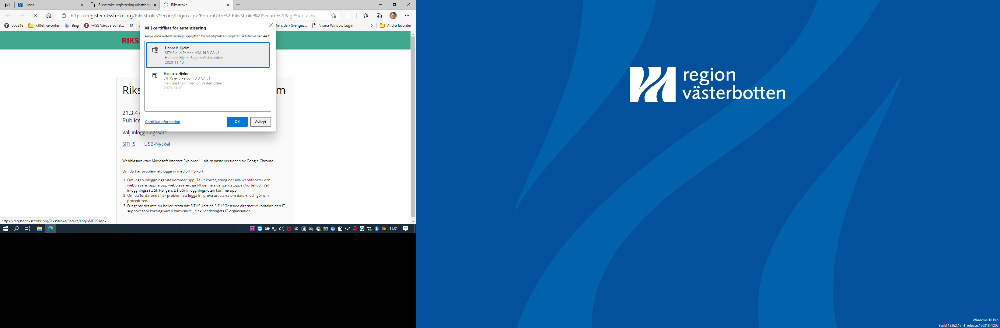 Linda
Riksstroke registreringsplattform
Riksstroke
https://register.riksstroke.org/RiksStroke/Secure/Login.aspx?ReturnUrl=%2fRiksStroke%2fSecure%2fPageStart.aspx
000218
Fältet Favoriter
Bing
FASS Vårdpersonal...
Min sida - Sveriges...
Visma Window Login
Andra favoriter
RIKS
Välj certifikat för autentisering
Ange dina autentiseringsuppgifter för webbplatsen register.riksstroke.org:443:
Hannele Hjelm
SITHS e-id Person HSA-id 3 CA v1
Hannele Hjelm, Region Västerbotten
2020-11-10
Hannele Hjelm
SITHS e-id Person ID 3 CA v1
Hannele Hjelm, Region Västerbotten
2020-11-10
Certifikatinformation
OK
Avbryt
Riks
m
21.3.4
Publice
Välj inloggningssätt:
SITHS
USB-Nyckel
Webbläsarekrav: Microsoft Internet Explorer 11 alt. senaste versionen av Google Chrome.
Om du har problem att logga in med SITHS-kort:
1. Om ingen inloggningsruta kommer upp. Ta ut kortet, stäng ner alla webbfönster och
webbläsare, öppna upp webbläsaren, gå till denna sida igen, stoppa i kortet och Välj
inloggningssätt SITHS igen. Då bör inloggningsrutan komma upp.
2. Om du fortfarande har problem att logga in, prova att starta om datorn och gör om
proceduren.
3. Fungerar det inte nu heller, testa ditt SITHS-kort på SITHS Testsida alternativt kontakta den IT-
support som kortutgivaren hänvisar till, t.ex. landstingets IT-organisation.
https://register.riksstroke.org/RiksStroke/Secure/LoginSITHS.aspx
15:31
region
västerbotten
Windows 10 Pro
Build 18362.19h1_release.190318-1202